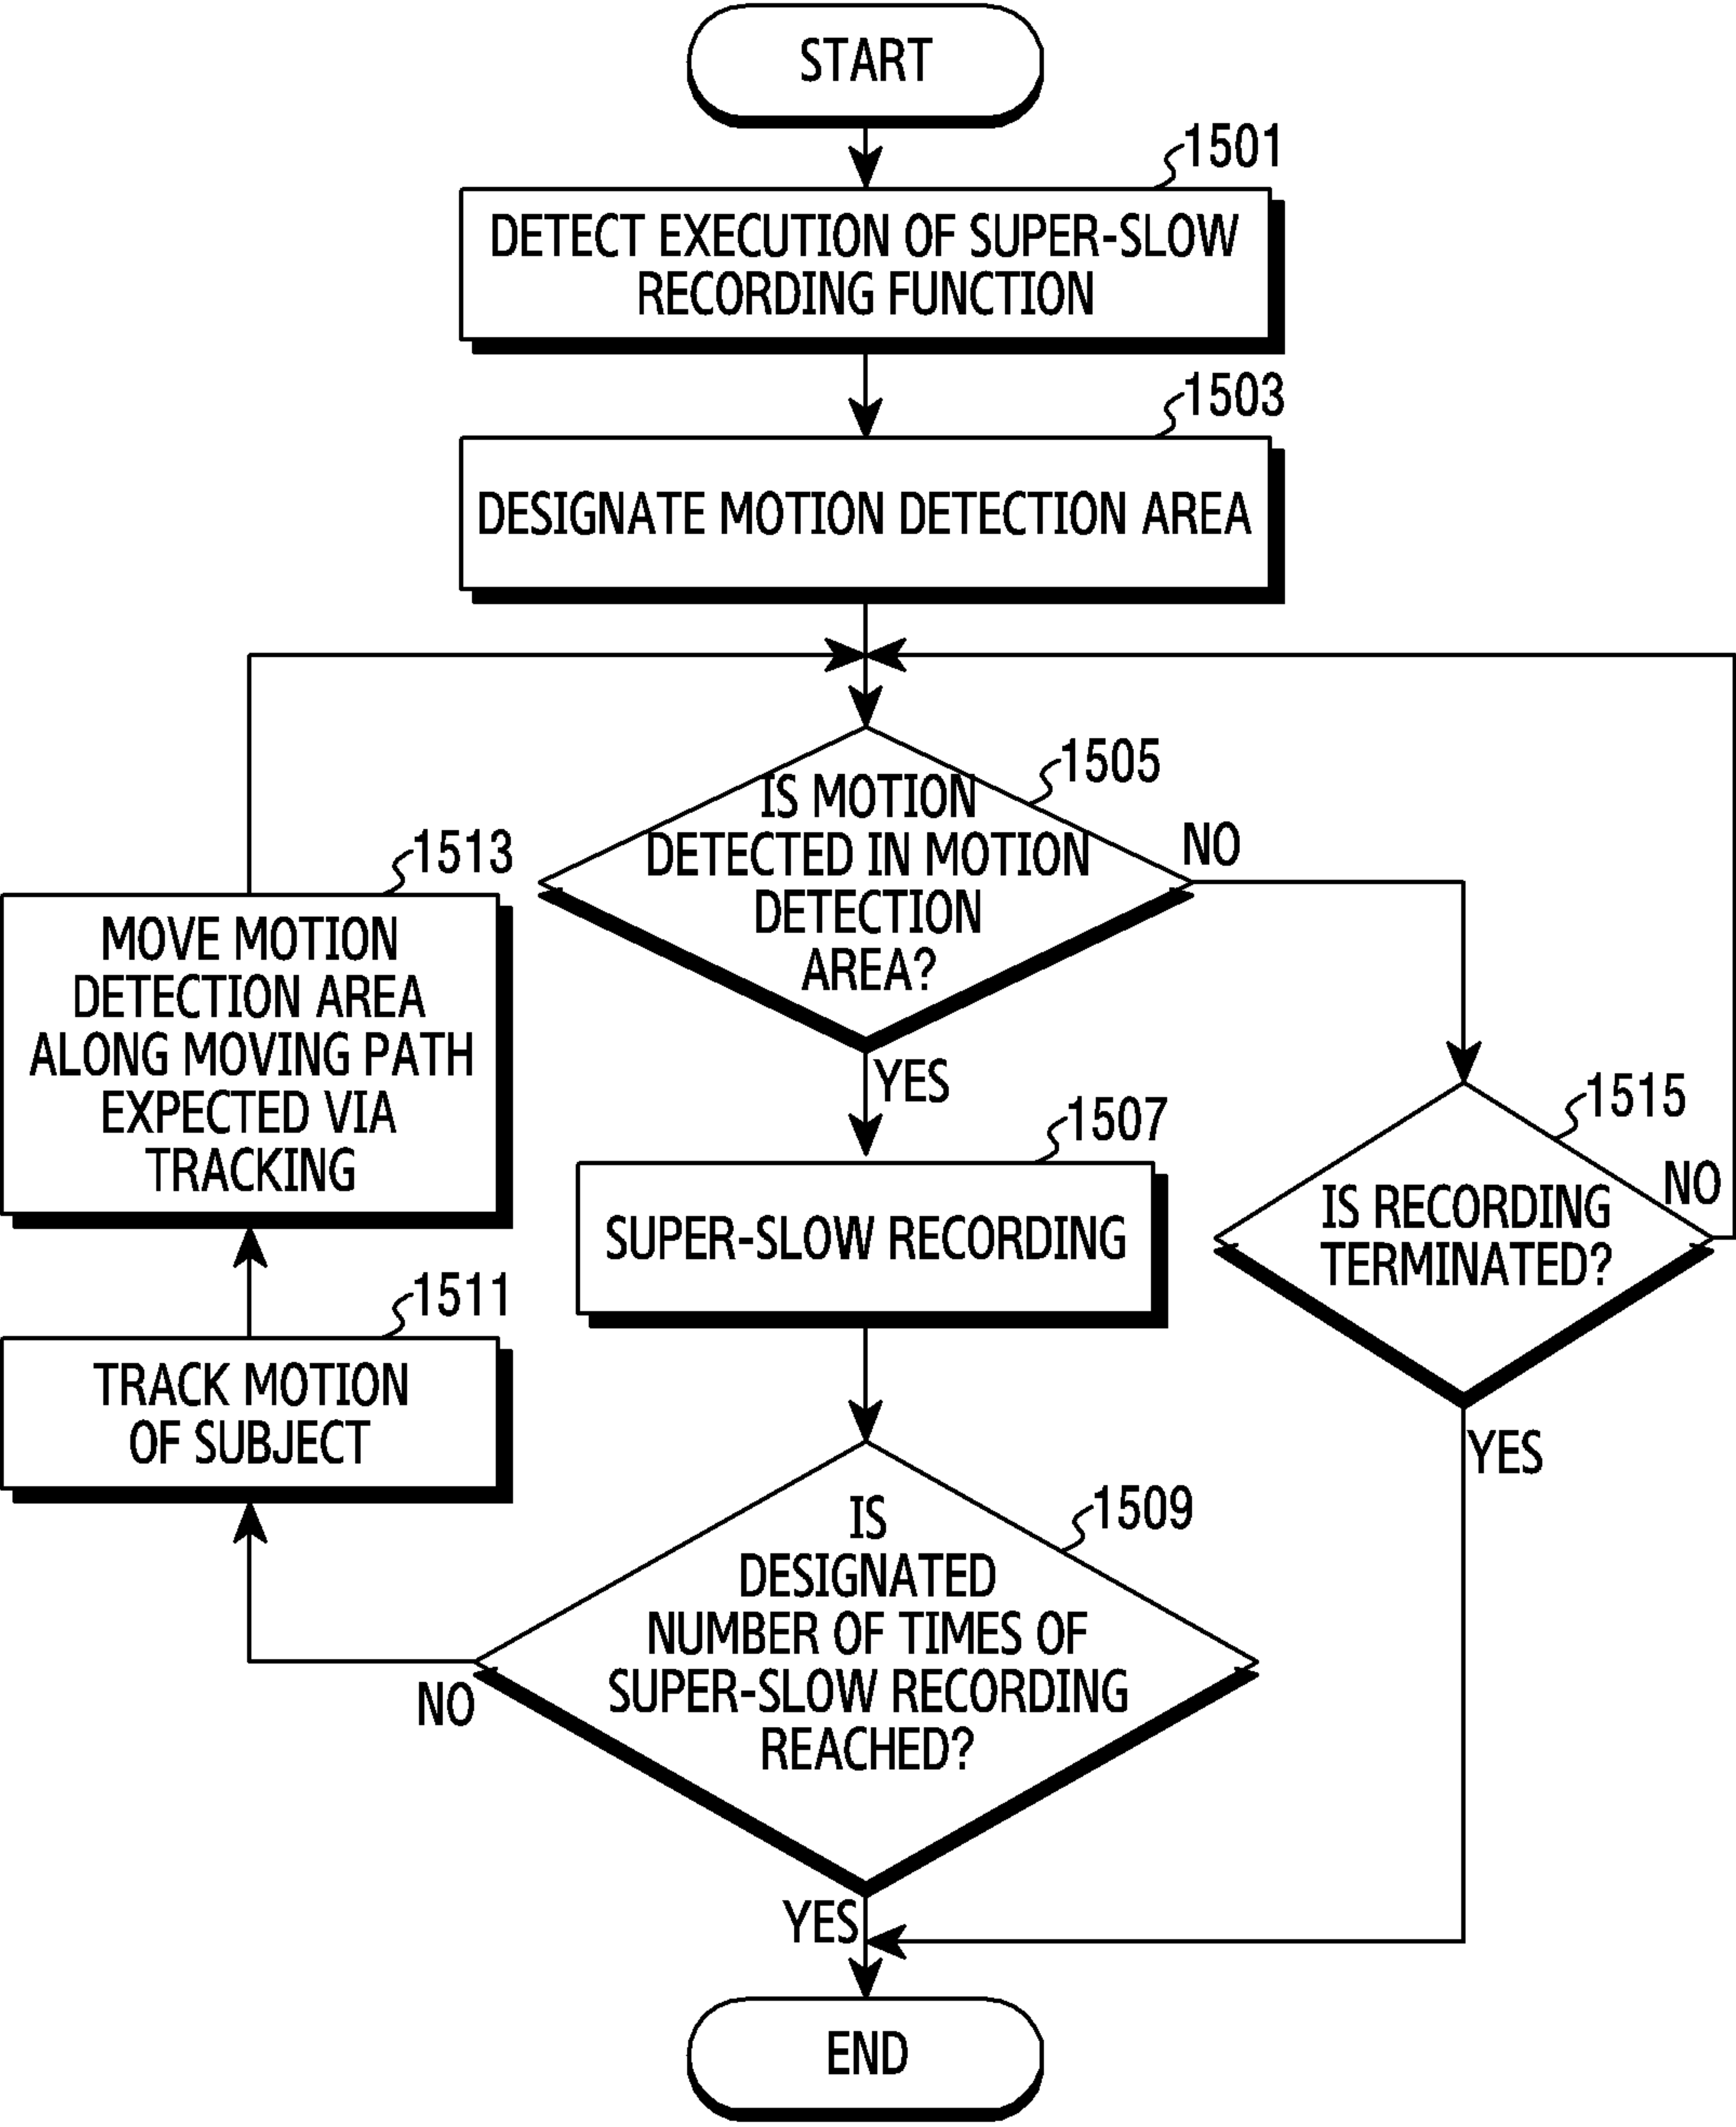 START
1501
DETECT EXECUTION OF SUPER-SLOW
RECORDING FUNCTION
1503
DESIGNATE MOTION DETECTION AREA
1505
IS MOTION
DETECTED IN MOTION
DETECTION
AREA?
NO
YES
1513
MOVE MOTION
DETECTION AREA
ALONG MOVING PATH
EXPECTED VIA
TRACKING
1507
SUPER-SLOW RECORDING
1515
IS RECORDING
TERMINATED?
NO
YES
1511
TRACK MOTION
OF SUBJECT
1509
IS
DESIGNATED
NUMBER OF TIMES OF
SUPER-SLOW RECORDING
REACHED?
NO
YES
END